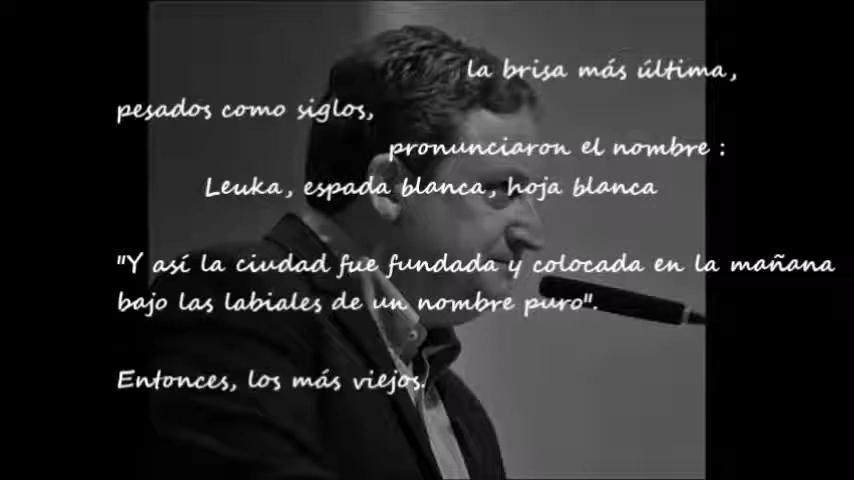 la brisa más última,
pesados como siglos,
pronunciaron el nombre :
Leuka, espada blanca, hoja blanca
"Y así la ciudad fue fundada y colocada en la mañana
bajo las labiales de un nombre puro".
Entonces, los más viejos.